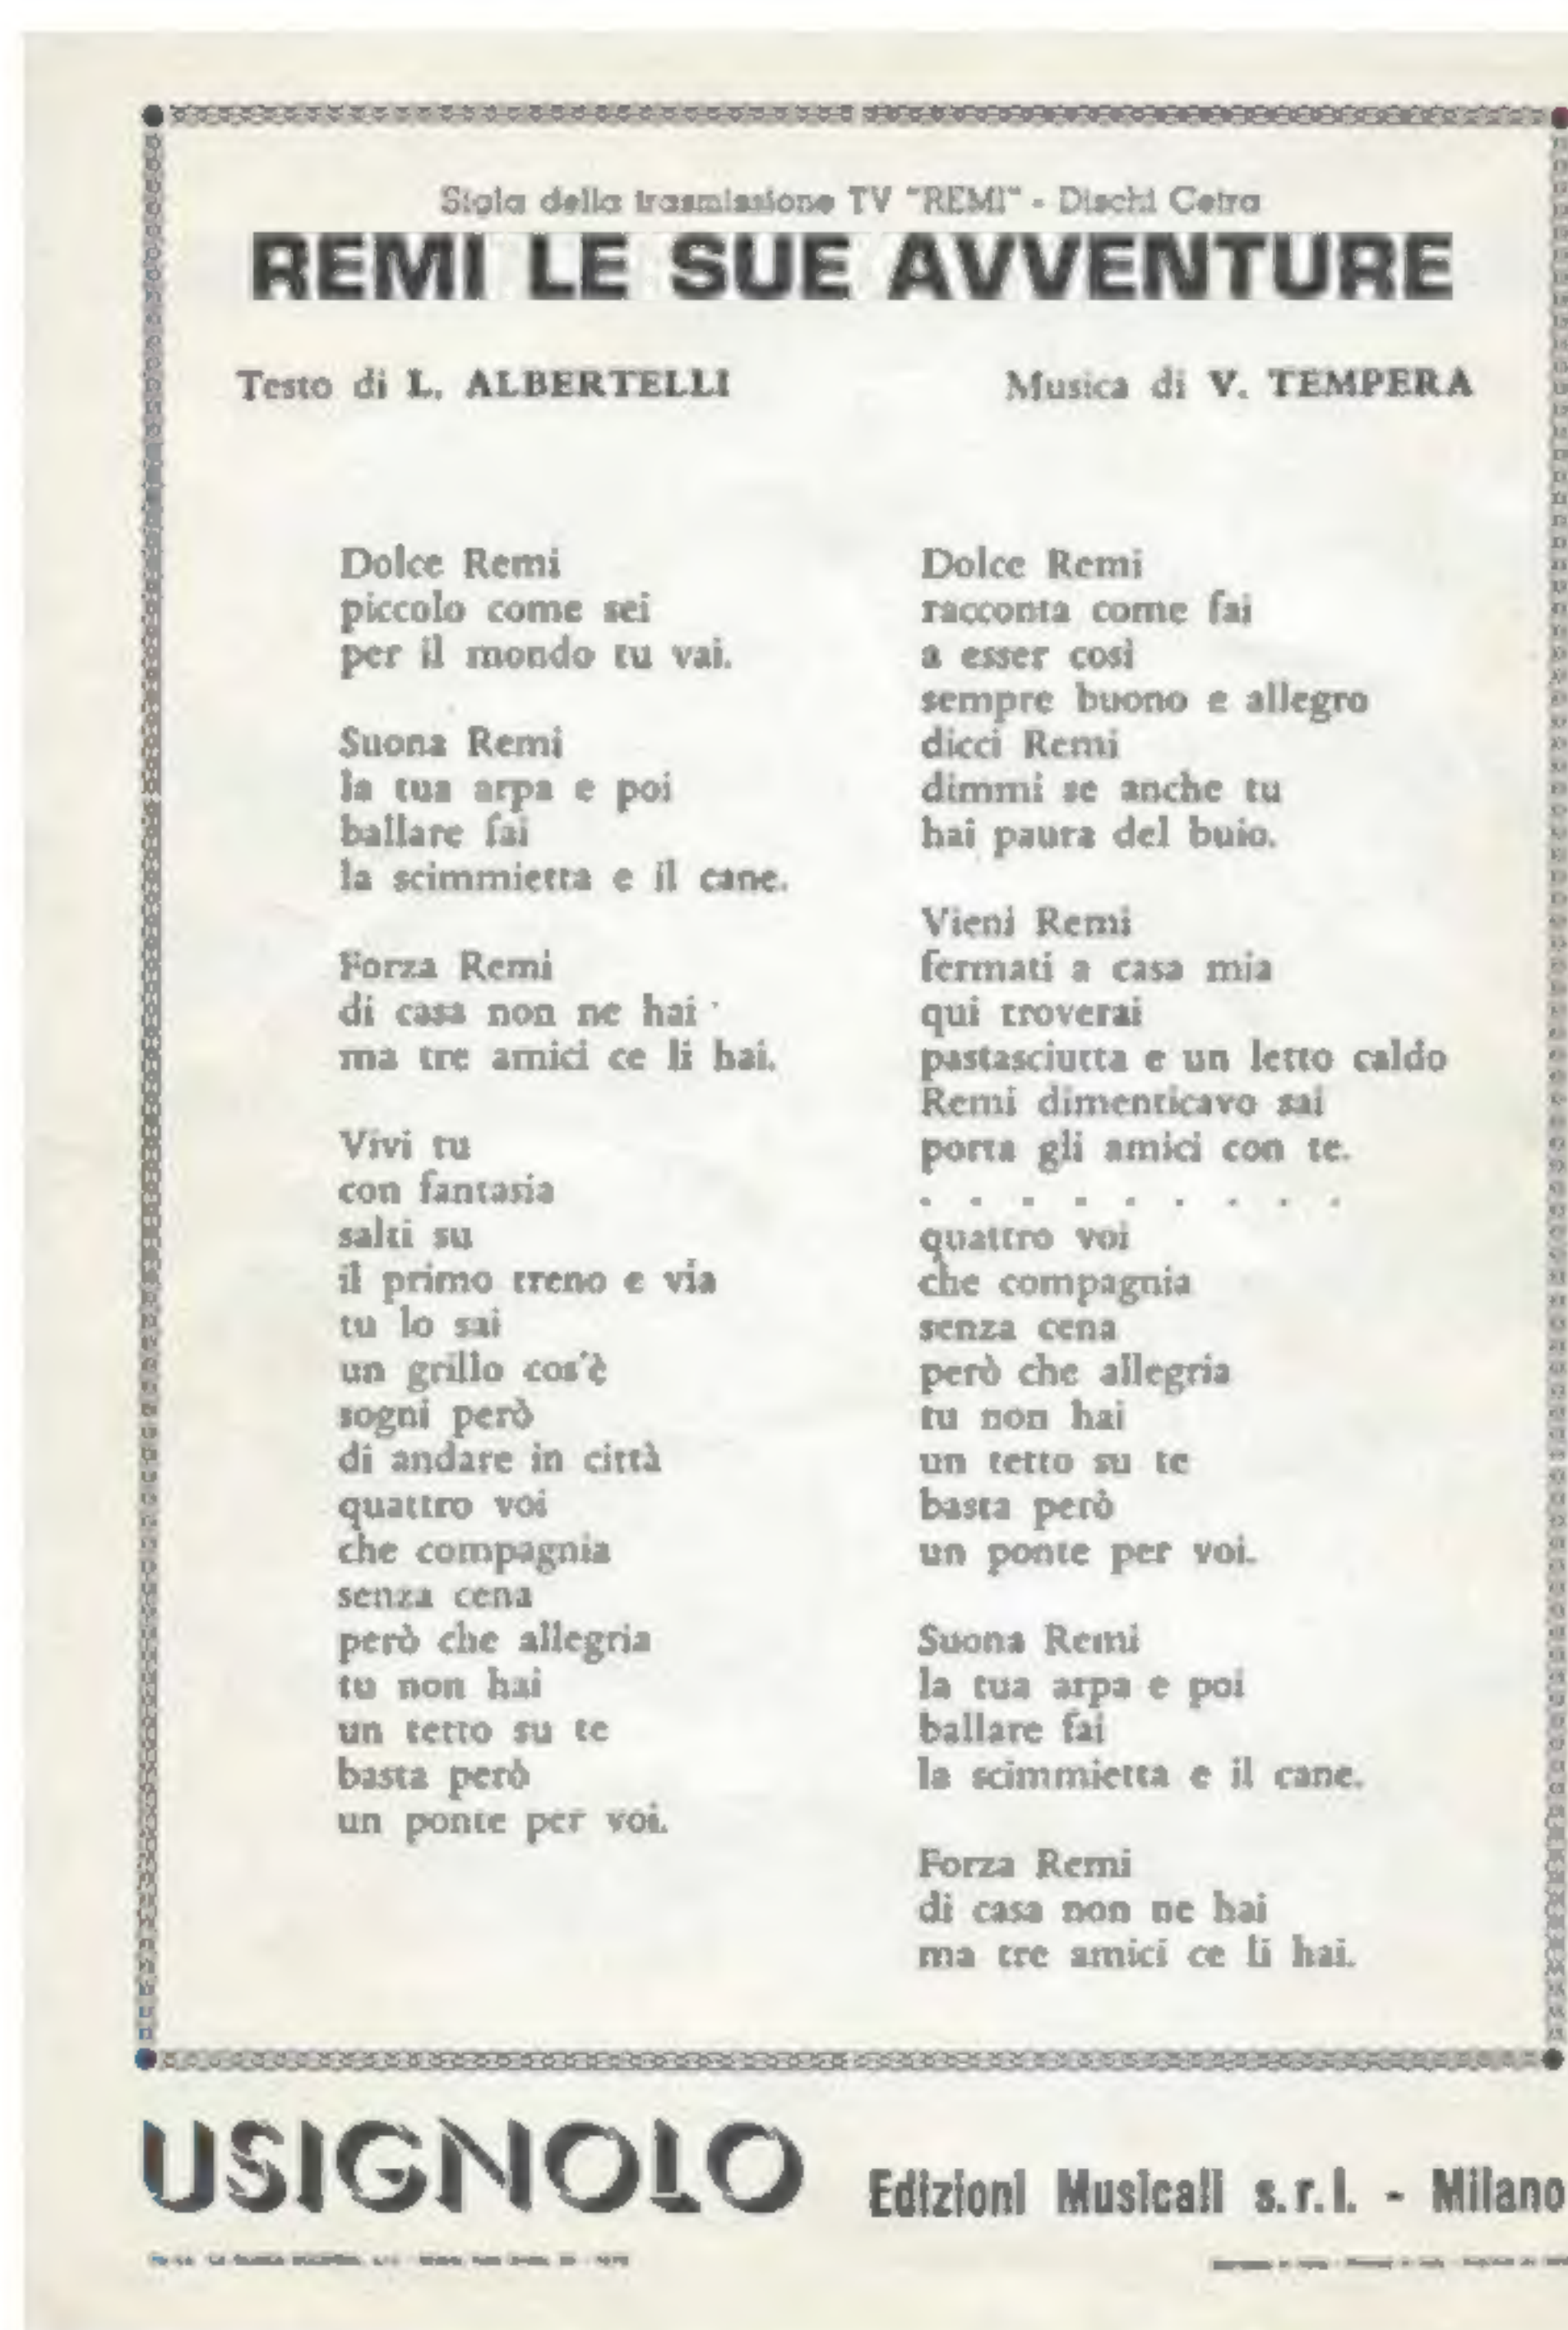 Sigla della trasmissione TV "REMI" - Dischi Cetra
REMI LE SUE AVVENTURE
Testo di L. ALBERTELLI
Musica di V. TEMPERA
Dolce Remi
piccolo come sei
per il mondo tu vai.
Suona Remi
la tua arpa e poi
ballare fai
la scimmietta e il cane.
Forza Remi
di casa non ne hai
ma tre amici ce li hai.
Vivi tu
con fantasia
salti su
il primo treno e via
tu lo sai
un grillo cos'è
sogni però
di andare in città
quattro voi
che compagnia
senza cena
però che allegria
tu non hai
un tetto su te
basta però
un ponte per voi.
Dolce Remi
racconta come fai
a esser così
sempre buono e allegro
dicci Remi
dimmi se anche tu
hai paura del buio.
Vieni Remi
fermati a casa mia
qui troverai
pastasciutta e un letto caldo
Remi dimenticavo sai
porta gli amici con te.
. . . . . . . . .
quattro voi
che compagnia
senza cena
però che allegria
tu non hai
un tetto su te
basta però
un ponte per voi.
Suona Remi
la tua arpa e poi
ballare fai
la scimmietta e il cane.
Forza Remi
di casa non ne hai
ma tre amici ce li hai.
USIGNOLO Edizioni Musicali s.r.l. - Milano